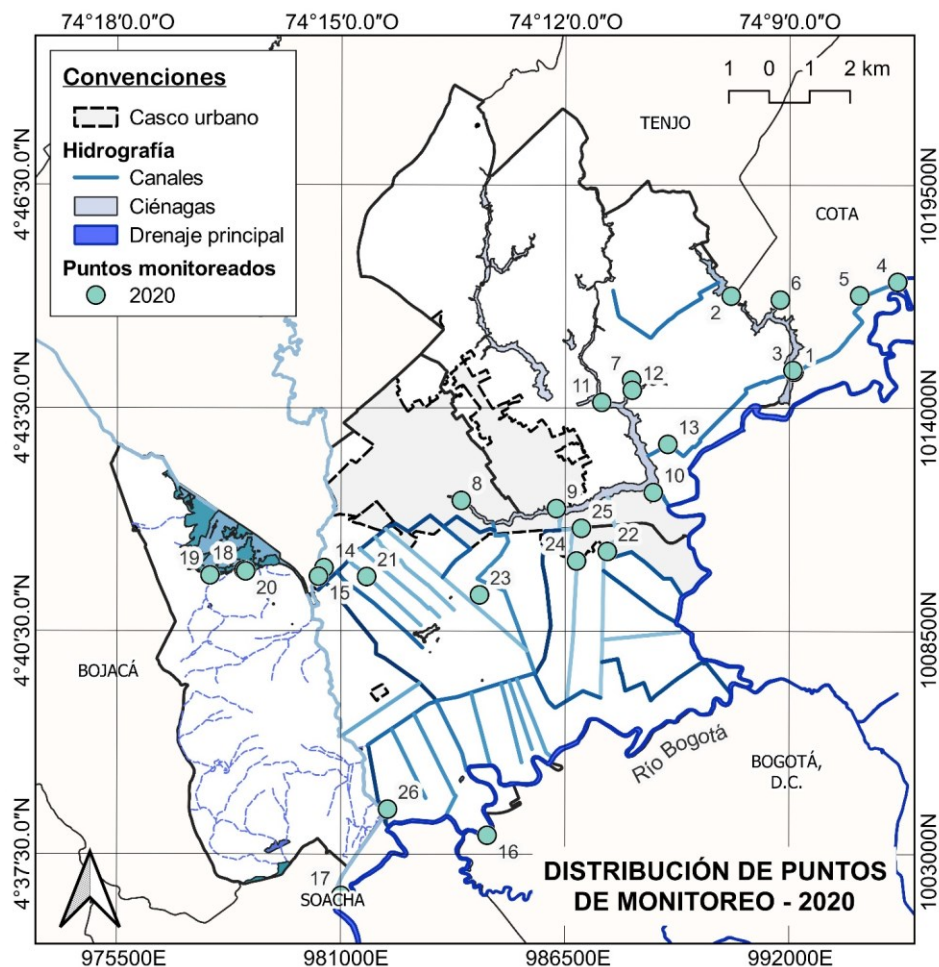 74°18.0'0"O 74°15.0'0"O 74°12.0'0"O 74°90.0'0"O
Convenciones
Casco urbano
Hidrografía
Canales
Ciénagas
Drenaje principal
Puntos monitoreados
2020
1 0 1 2 km
TENJO
COTA
4°46'30.0"N
1019500N
4
5
6
2
3
1
7
12
11
4°43'30.0"N
1014000N
13
8
9
10
25
22
24
14
21
23
19
18
20
15
4°40'30.0"N
1008500N
BOJACÁ
Río Bogotá
BOGOTÁ,
D.C.
26
16
4°37'30.0"N
1003000N
17
SOACHA
DISTRIBUCIÓN DE PUNTOS
DE MONITOREO - 2020
975500E 981000E 986500E 992000E